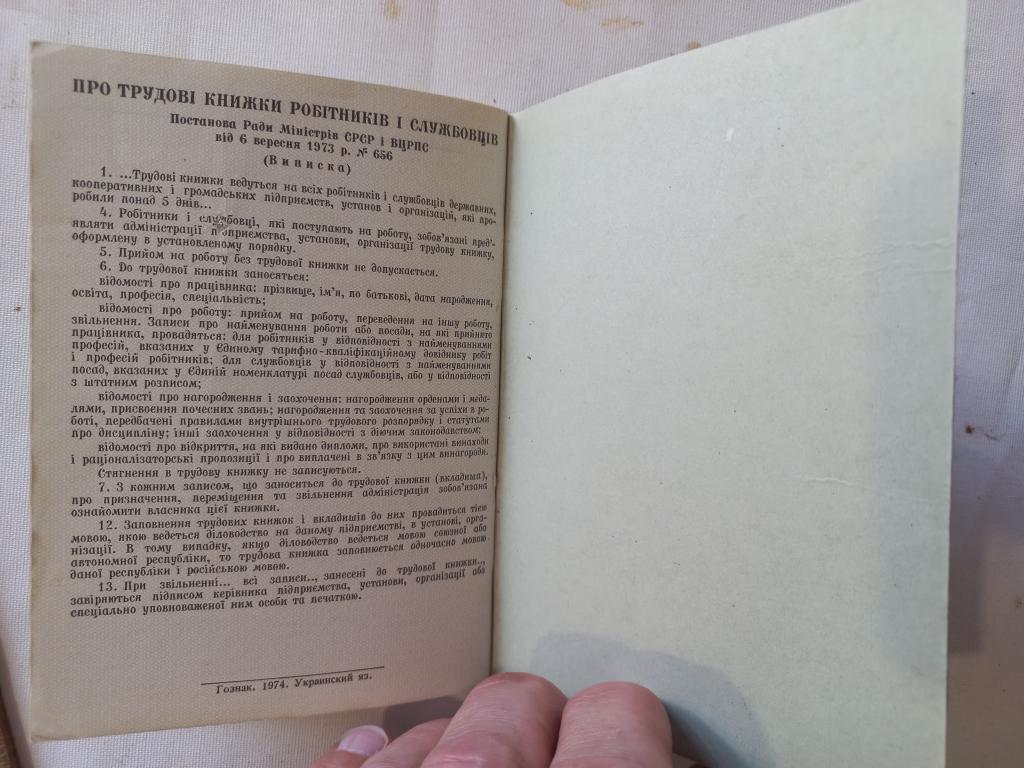 ПРО ТРУДОВІ КНИЖКИ РОБІТНИКІВ І СЛУЖБОВЦІВ
Постанова Ради Міністрів СРСР і ВЦРПС
від 6 вересня 1973 р. № 656
(Виписка)
1. ...Трудові книжки ведуться на всіх робітників і службовців державних,
кооперативних і громадських підприємств, установ і організацій, які про-
робили понад 5 днів...
4. Робітники і службовці, які поступають на роботу, зобов'язані пред'-
являти адміністрації підприємства, установи, організації трудову книжку,
оформлену в установленому порядку.
5. Прийом на роботу без трудової книжки не допускається.
6. До трудової книжки заносяться:
відомості про працівника: прізвище, ім'я, по батькові, дата народження,
освіта, професія, спеціальність;
відомості про роботу: прийом на роботу, переведення на іншу роботу,
звільнення. Записи про найменування роботи або посади, на які прийнято
працівника, провадяться: для робітників у відповідності з найменуваннями
професій, вказаних у Єдиному тарифно-кваліфікаційному довіднику робіт
і професій робітників; для службовців у відповідності з найменуваннями
посад, вказаних у Єдиній номенклатурі посад службовців, або у відповідності
з штатним розписом;
відомості про нагородження і заохочення: нагородження орденами і меда-
лями, присвоєння почесних звань; нагородження та заохочення за успіхи в ро-
боті, передбачені правилами внутрішнього трудового розпорядку і статутами
про дисципліну; інші заохочення у відповідності з діючим законодавством;
відомості про відкриття, на які видано дипломи, про використані винаходи
і раціоналізаторські пропозиції і про виплачені в зв'язку з цим винагороди.
Стягнення в трудову книжку не записуються.
7. З кожним записом, що заноситься до трудової книжки (вкладиша),
про призначення, переміщення та звільнення адміністрація зобов'язана
ознайомити власника цієї книжки.
12. Заповнення трудових книжок і вкладишів до них провадиться тією
мовою, якою ведеться діловодство на даному підприємстві, в установі, орга-
нізації. В тому випадку, якщо діловодство ведеться мовою союзної або
автономної республіки, то трудова книжка заповнюється одночасно мовою
даної республіки і російською мовою.
13. При звільненні... всі записи.., занесені до трудової книжки..,
завіряються підписом керівника підприємства, установи, організації або
спеціально уповноваженої ним особи та печаткою.
Гознак. 1974. Украинский яз.